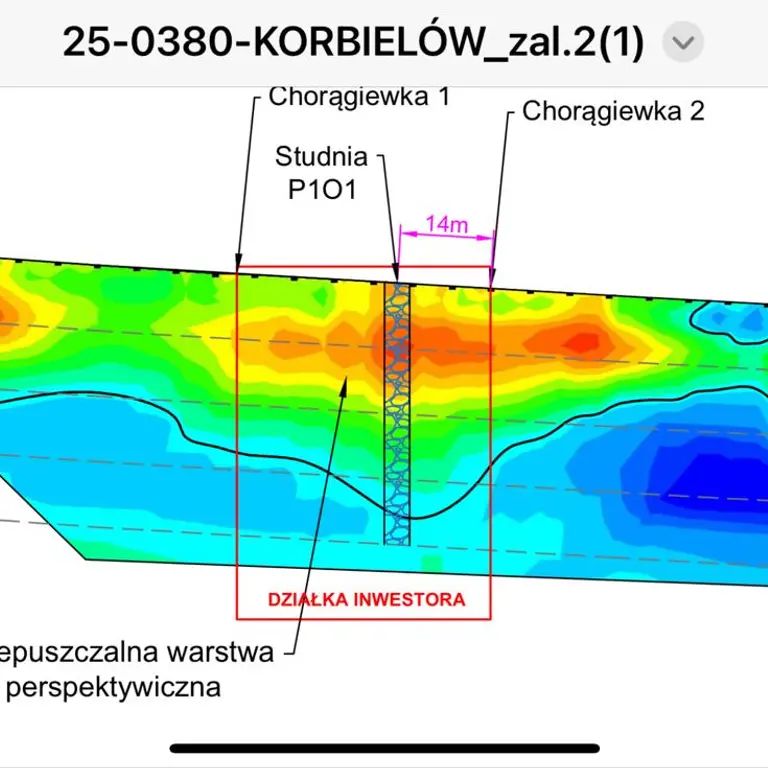 25-0380-KORBIELÓW_zal.2(1)
Chorągiewka 1
Chorągiewka 2
Studnia
P1O1
14m
DZIAŁKA INWESTORA
epuszczalna warstwa
perspektywiczna